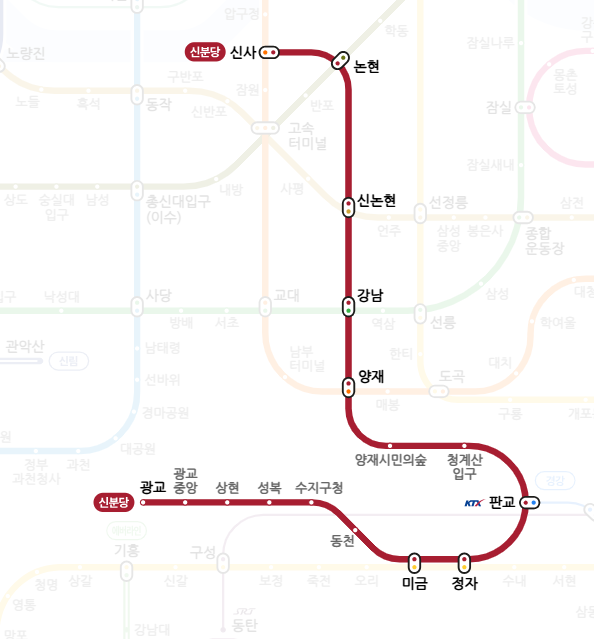 압구정
학동
잠실나루
노량진
신분당 신사
논현
구반포
잠원
노들
흑석
동작
신반포
반포
잠실
몽촌
토성
고속
터미널
잠실새내
내방
사평
상도
숭실대
입구
남성
총신대입구
(이수)
신논현
선정릉
삼전
언주
삼성
중앙
봉은사
종합
운동장
입구
낙성대
사당
교대
강남
삼성
방배
서초
역삼
선릉
학여울
대청
관악산
신림
남태령
남부
터미널
한티
대치
선바위
양재
도곡
매봉
경마공원
구룡
개포
대공원
정부
과천청사
과천
양재시민의숲
청계산
입구
신분당
광교
광교
중앙
상현
성복
수지구청
KTX 판교
경강
동천
에버라인
기흥
구성
미금
정자
청명
상갈
신갈
보정
죽전
오리
수내
서현
영통
망포
강남대
SRT
동탄